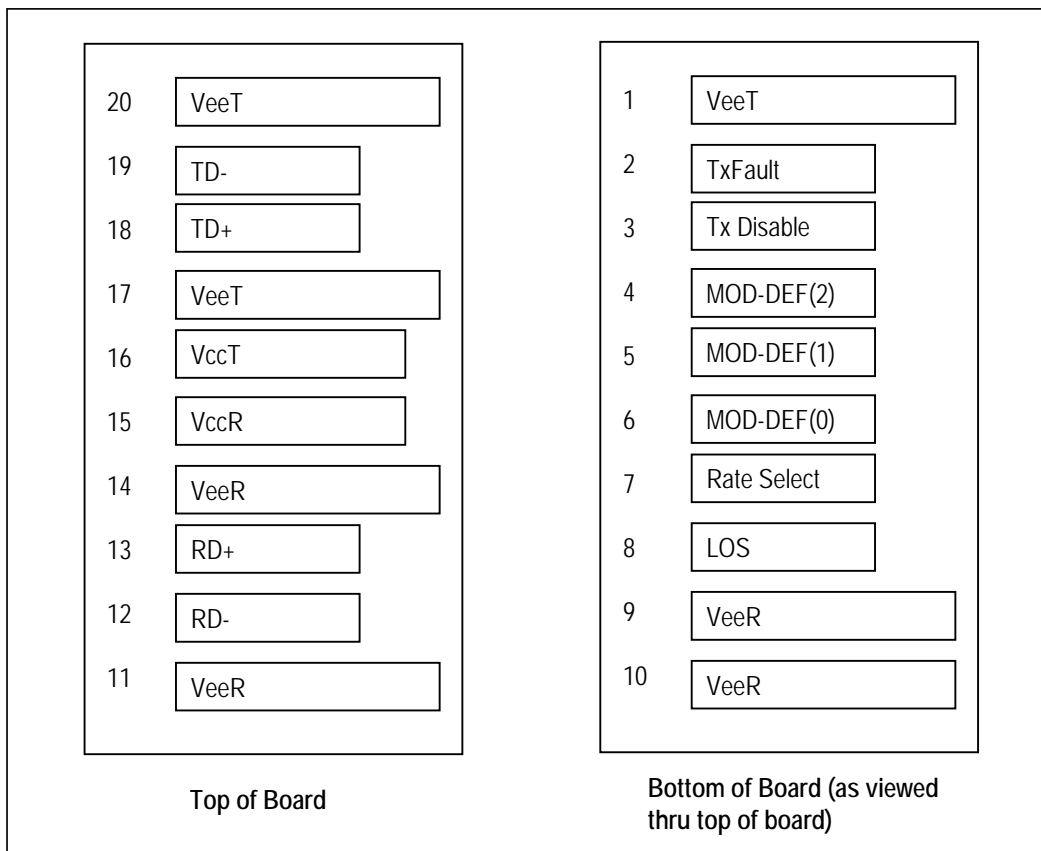 20 VeeT
19 TD-
18 TD+
17 VeeT
16 VccT
15 VccR
14 VeeR
13 RD+
12 RD-
11 VeeR
Top of Board
1 VeeT
2 TxFault
3 Tx Disable
4 MOD-DEF(2)
5 MOD-DEF(1)
6 MOD-DEF(0)
7 Rate Select
8 LOS
9 VeeR
10 VeeR
Bottom of Board (as viewed
thru top of board)